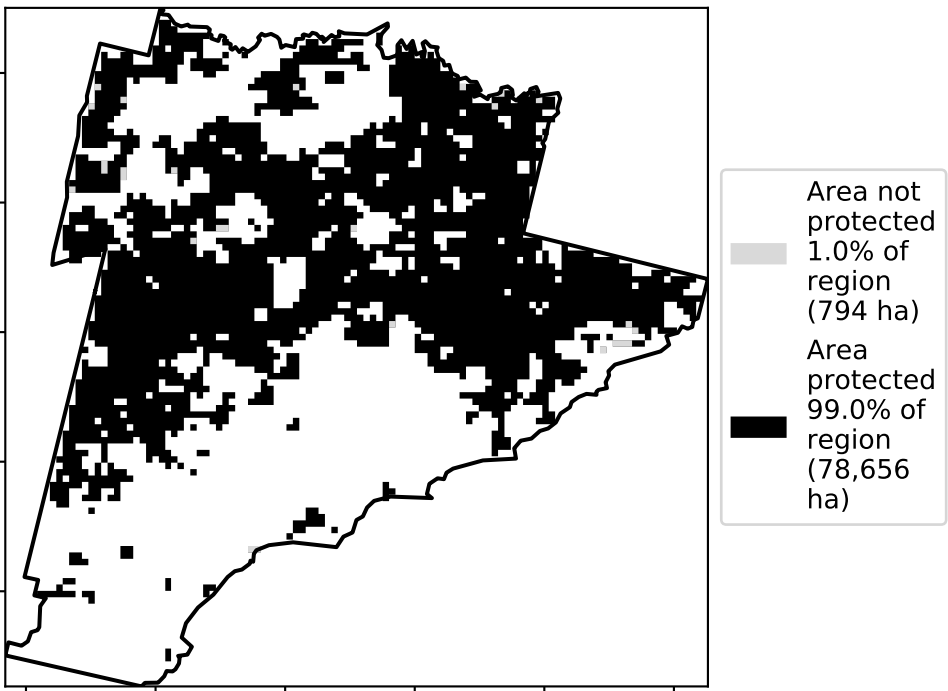 Area not
protected
1.0% of
region
(794 ha)
Area
protected
99.0% of
region
(78,656
ha)